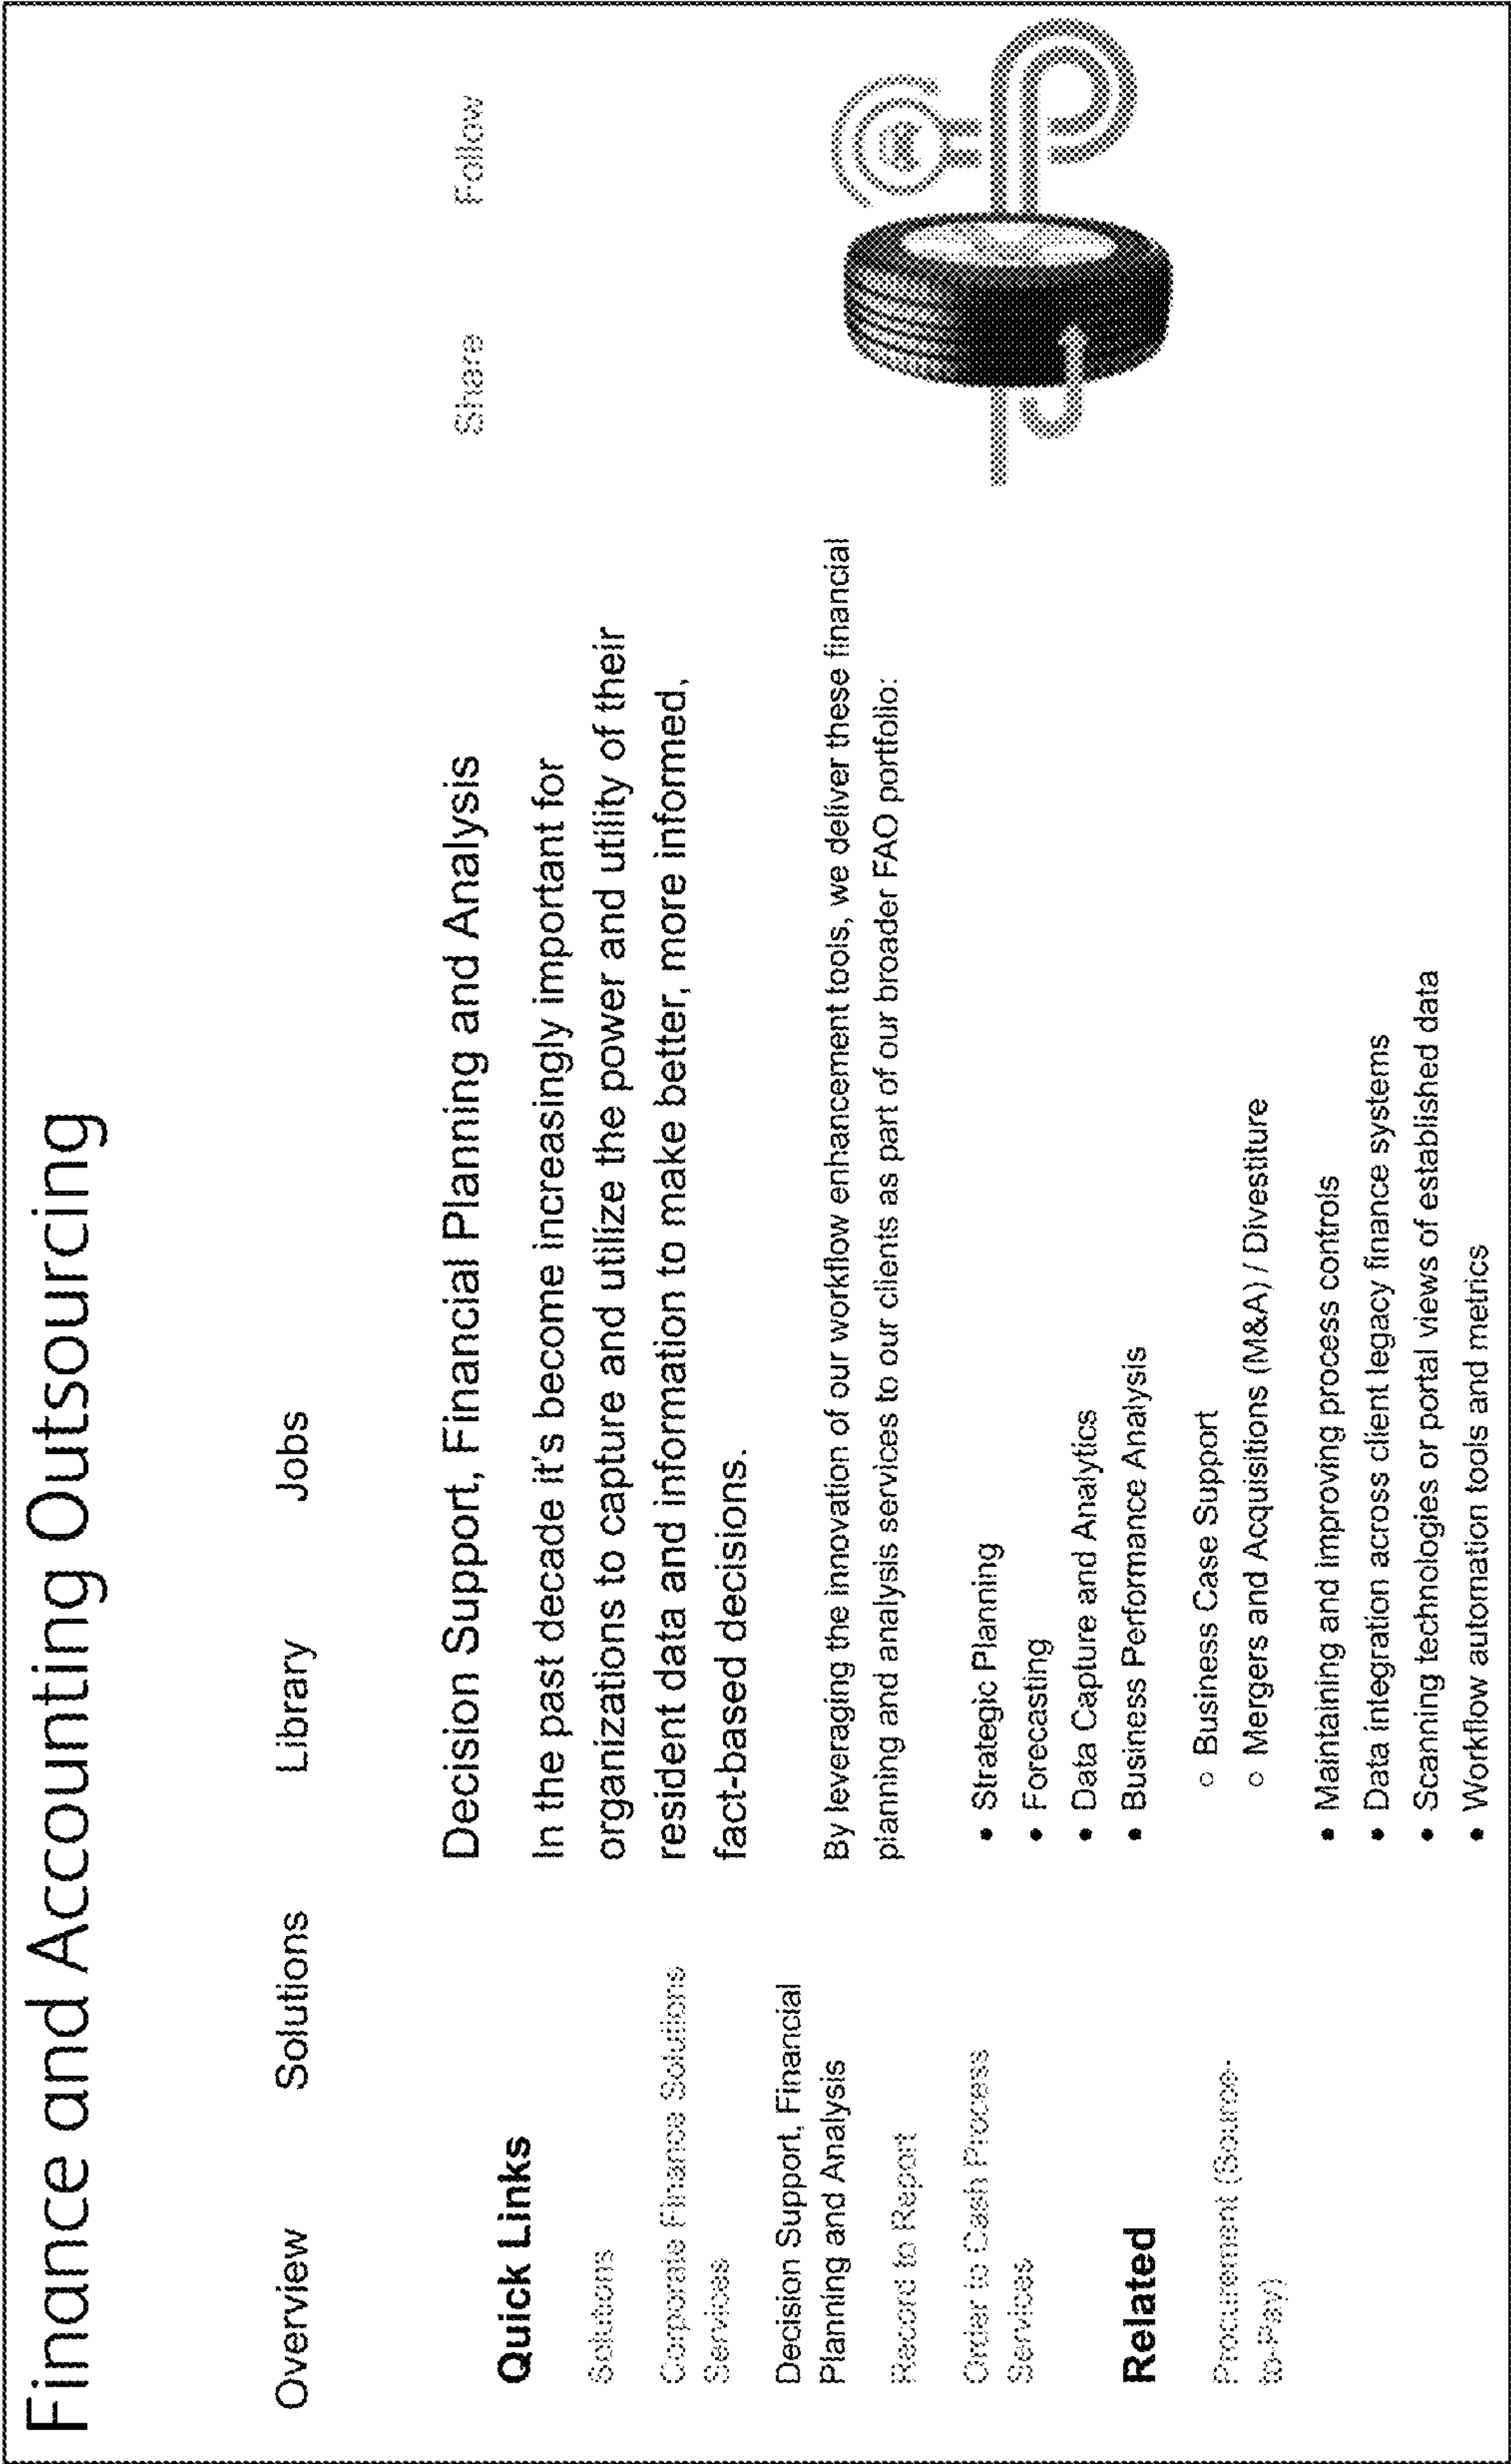 Finance and Accounting Outsourcing
Overview Solutions Library Jobs
Share Follow
Quick Links
Solutions
Corporate Finance Solutions
Services
Decision Support, Financial
Planning and Analysis
Record to Report
Order to Cash Process
Services
Related
Procurement (Source-
to-Pay)
Decision Support, Financial Planning and Analysis
In the past decade it's become increasingly important for
organizations to capture and utilize the power and utility of their
resident data and information to make better, more informed,
fact-based decisions.
By leveraging the innovation of our workflow enhancement tools, we deliver these financial
planning and analysis services to our clients as part of our broader FAO portfolio:
• Strategic Planning
• Forecasting
• Data Capture and Analytics
• Business Performance Analysis
○ Business Case Support
○ Mergers and Acquisitions (M&A) / Divestiture
• Maintaining and improving process controls
• Data integration across client legacy finance systems
• Scanning technologies or portal views of established data
• Workflow automation tools and metrics